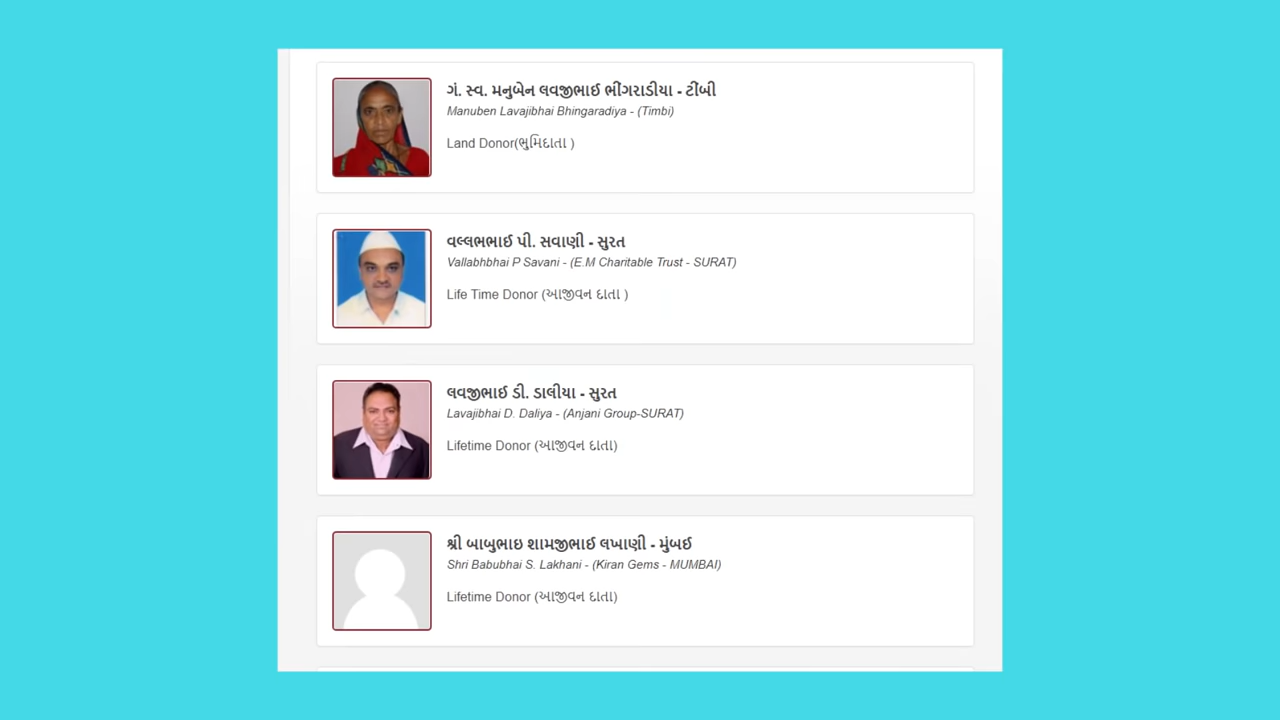 ગં. સ્વ. મનુબેન લવજીભાઈ ભીંગરાડીયા - ટીંબી
Manuben Lavajibhai Bhingaradiya - (Timbi)
Land Donor(ભુમિદાતા )
વલ્લભભાઈ પી. સવાણી - સુરત
Vallabhbhai P Savani - (E.M Charitable Trust - SURAT)
Life Time Donor (આજીવન દાતા )
લવજીભાઈ ડી. ડાલીયા - સુરત
Lavajibhai D. Daliya - (Anjani Group-SURAT)
Lifetime Donor (આજીવન દાતા)
શ્રી બાબુભાઇ શામજીભાઈ લખાણી - મુંબઈ
Shri Babubhai S. Lakhani - (Kiran Gems - MUMBAI)
Lifetime Donor (આજીવન દાતા)